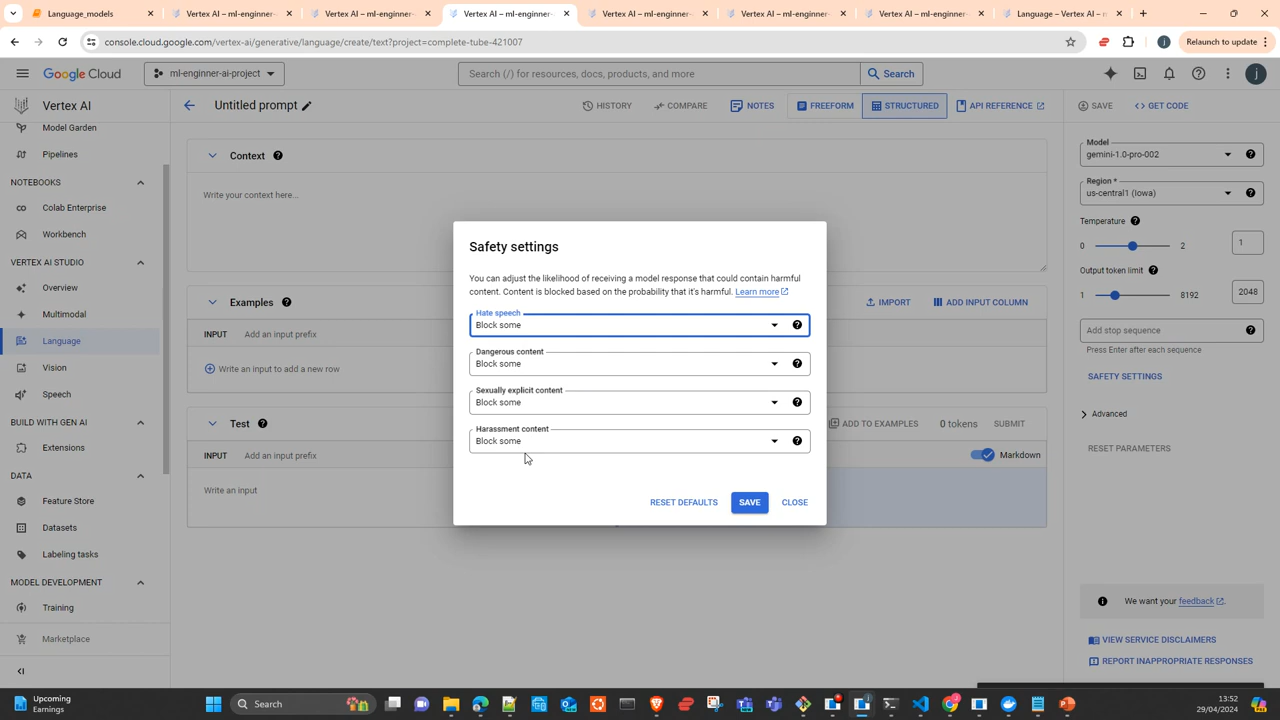 Language_models
Vertex AI – ml-enginner-
Vertex AI – ml-enginner-
Vertex AI – ml-enginner-
Vertex AI – ml-enginner-
Vertex AI – ml-enginner-
Vertex AI – ml-enginner-
Language – Vertex AI – m
console.cloud.google.com/vertex-ai/generative/language/create/text?project=complete-tube-421007
j
Relaunch to update
Google Cloud
ml-enginner-ai-project
Search (/) for resources, docs, products, and more
Search
j
Vertex AI
Untitled prompt
HISTORY
COMPARE
NOTES
FREEFORM
STRUCTURED
API REFERENCE
SAVE
GET CODE
Model Garden
Pipelines
NOTEBOOKS
Colab Enterprise
Workbench
VERTEX AI STUDIO
Overview
Multimodal
Language
Vision
Speech
BUILD WITH GEN AI
Extensions
DATA
Feature Store
Datasets
Labeling tasks
MODEL DEVELOPMENT
Training
Marketplace
Context
Write your context here...
Examples
IMPORT
ADD INPUT COLUMN
INPUT Add an input prefix
Write an input to add a new row
Test
ADD TO EXAMPLES
0 tokens
SUBMIT
INPUT Add an input prefix
Markdown
Write an input
Safety settings
You can adjust the likelihood of receiving a model response that could contain harmful
content. Content is blocked based on the probability that it's harmful. Learn more
Hate speech
Block some
Dangerous content
Block some
Sexually explicit content
Block some
Harassment content
Block some
RESET DEFAULTS
SAVE
CLOSE
Model
gemini-1.0-pro-002
Region *
us-central1 (Iowa)
Temperature
0 2 1
Output token limit
1 8192 2048
Add stop sequence
Press Enter after each sequence
SAFETY SETTINGS
Advanced
RESET PARAMETERS
We want your feedback.
VIEW SERVICE DISCLAIMERS
REPORT INAPPROPRIATE RESPONSES
Upcoming
Earnings
Search
13:52
29/04/2024